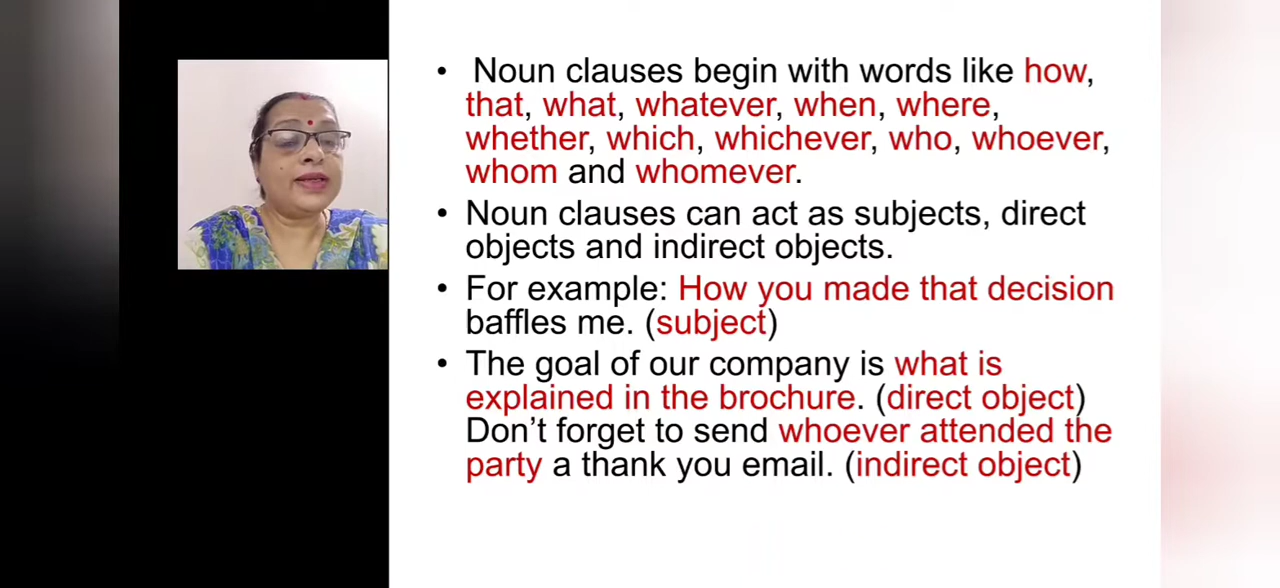 • Noun clauses begin with words like how,
that, what, whatever, when, where,
whether, which, whichever, who, whoever,
whom and whomever.
• Noun clauses can act as subjects, direct
objects and indirect objects.
• For example: How you made that decision
baffles me. (subject)
• The goal of our company is what is
explained in the brochure. (direct object)
Don’t forget to send whoever attended the
party a thank you email. (indirect object)